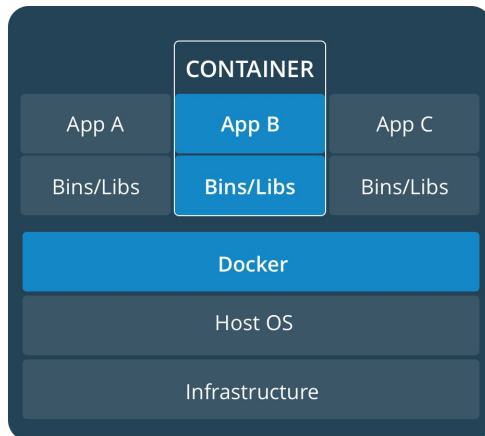 CONTAINER
App A App B App C
Bins/Libs Bins/Libs Bins/Libs
Docker
Host OS
Infrastructure